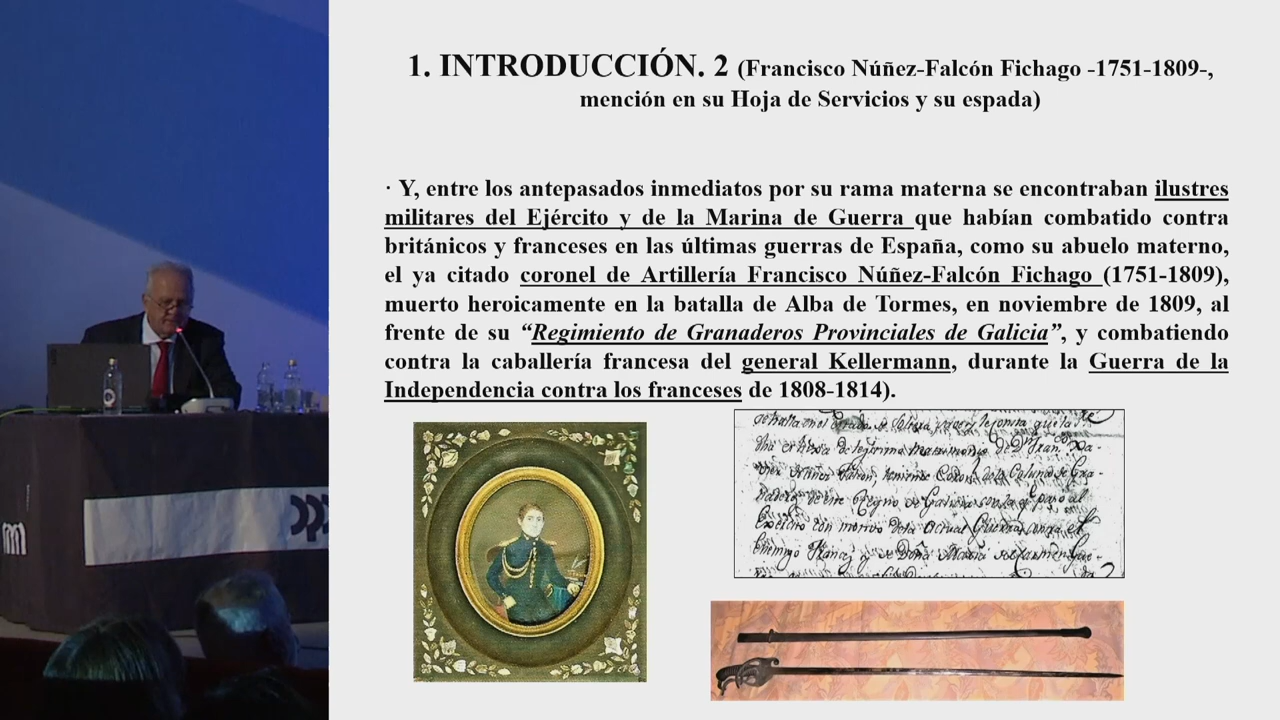 1. INTRODUCCIÓN. 2 (Francisco Núñez-Falcón Fichago -1751-1809-,
mención en su Hoja de Servicios y su espada)
· Y, entre los antepasados inmediatos por su rama materna se encontraban ilustres
militares del Ejército y de la Marina de Guerra que habían combatido contra
británicos y franceses en las últimas guerras de España, como su abuelo materno,
el ya citado coronel de Artillería Francisco Núñez-Falcón Fichago (1751-1809),
muerto heroicamente en la batalla de Alba de Tormes, en noviembre de 1809, al
frente de su “Regimiento de Granaderos Provinciales de Galicia”, y combatiendo
contra la caballería francesa del general Kellermann, durante la Guerra de la
Independencia contra los franceses de 1808-1814).